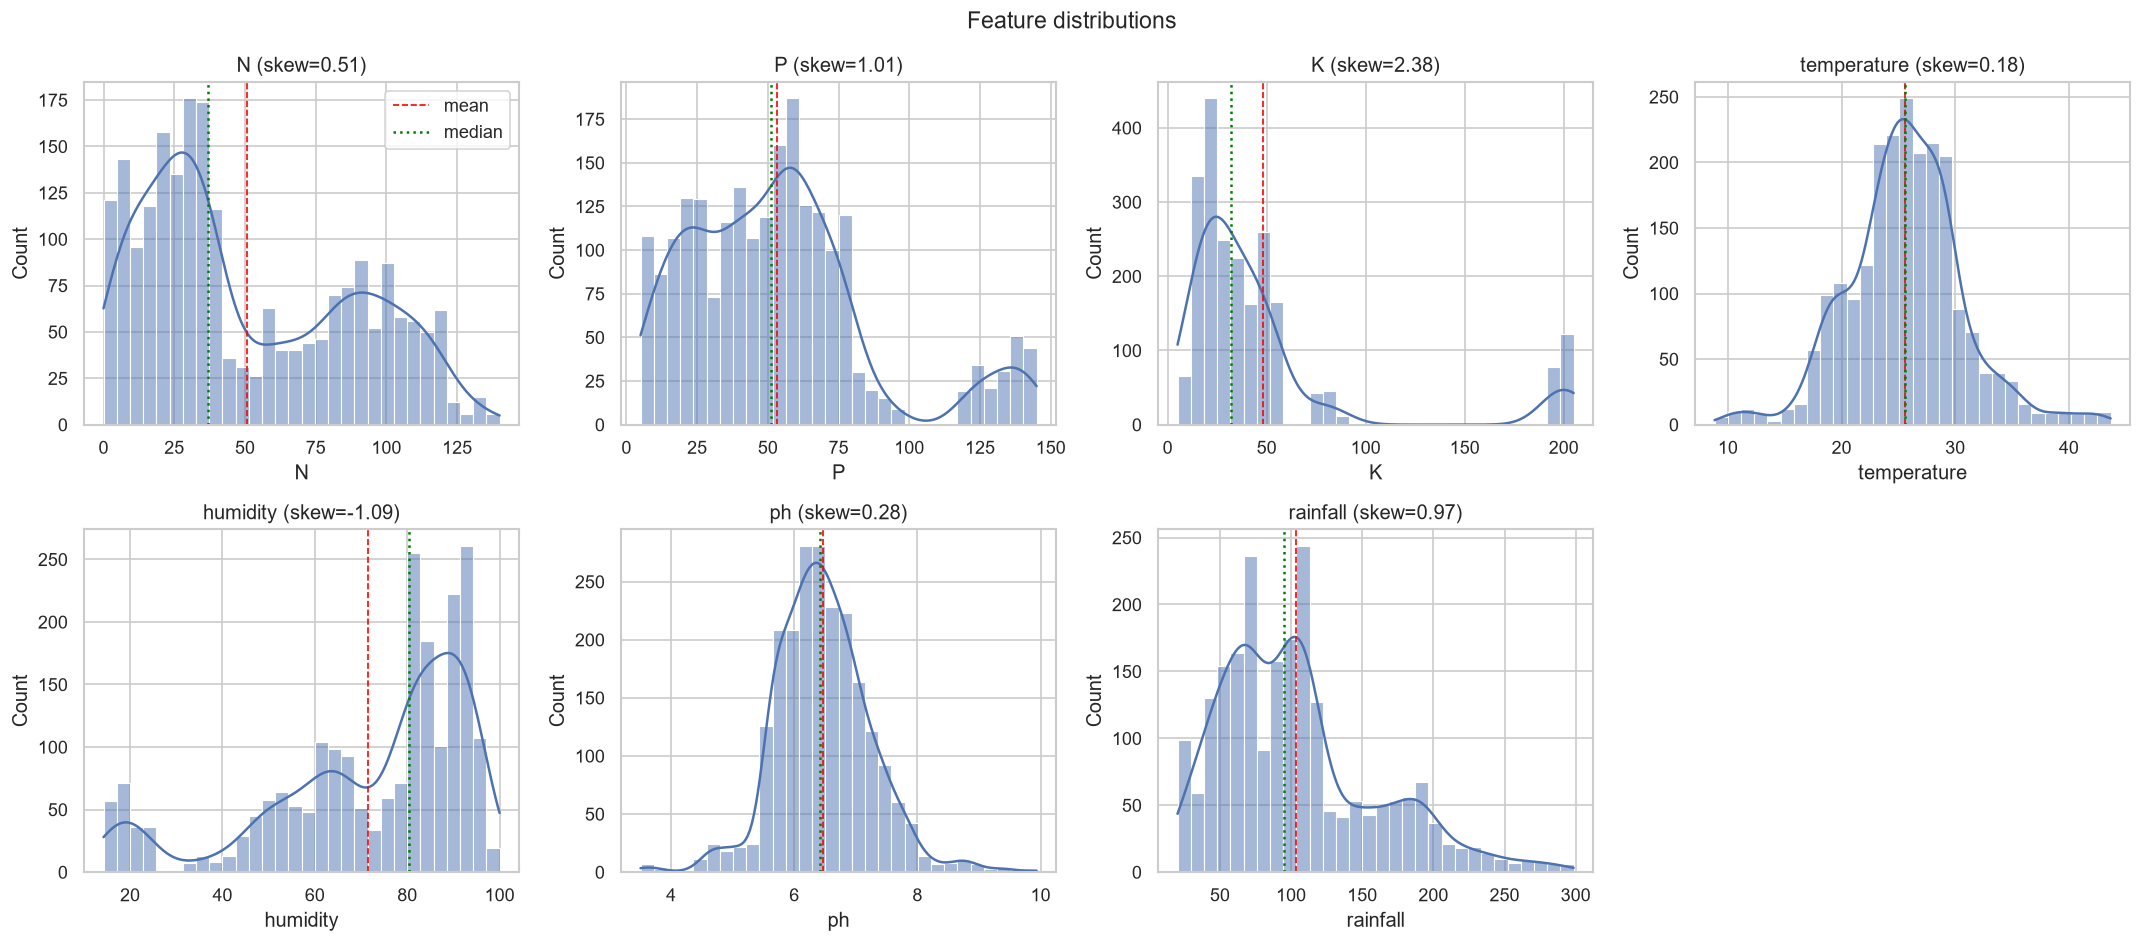 Feature distributions
N (skew=0.51)
175
150
125
100
75
50
25
0
Count
0 25 50 75 100 125
N
mean
median
P (skew=1.01)
175
150
125
100
75
50
25
0
Count
0 25 50 75 100 125 150
P
K (skew=2.38)
400
300
200
100
0
Count
0 50 100 150 200
K
temperature (skew=0.18)
250
200
150
100
50
0
Count
10 20 30 40
temperature
humidity (skew=-1.09)
250
200
150
100
50
0
Count
20 40 60 80 100
humidity
ph (skew=0.28)
250
200
150
100
50
0
Count
4 6 8 10
ph
rainfall (skew=0.97)
250
200
150
100
50
0
Count
50 100 150 200 250 300
rainfall